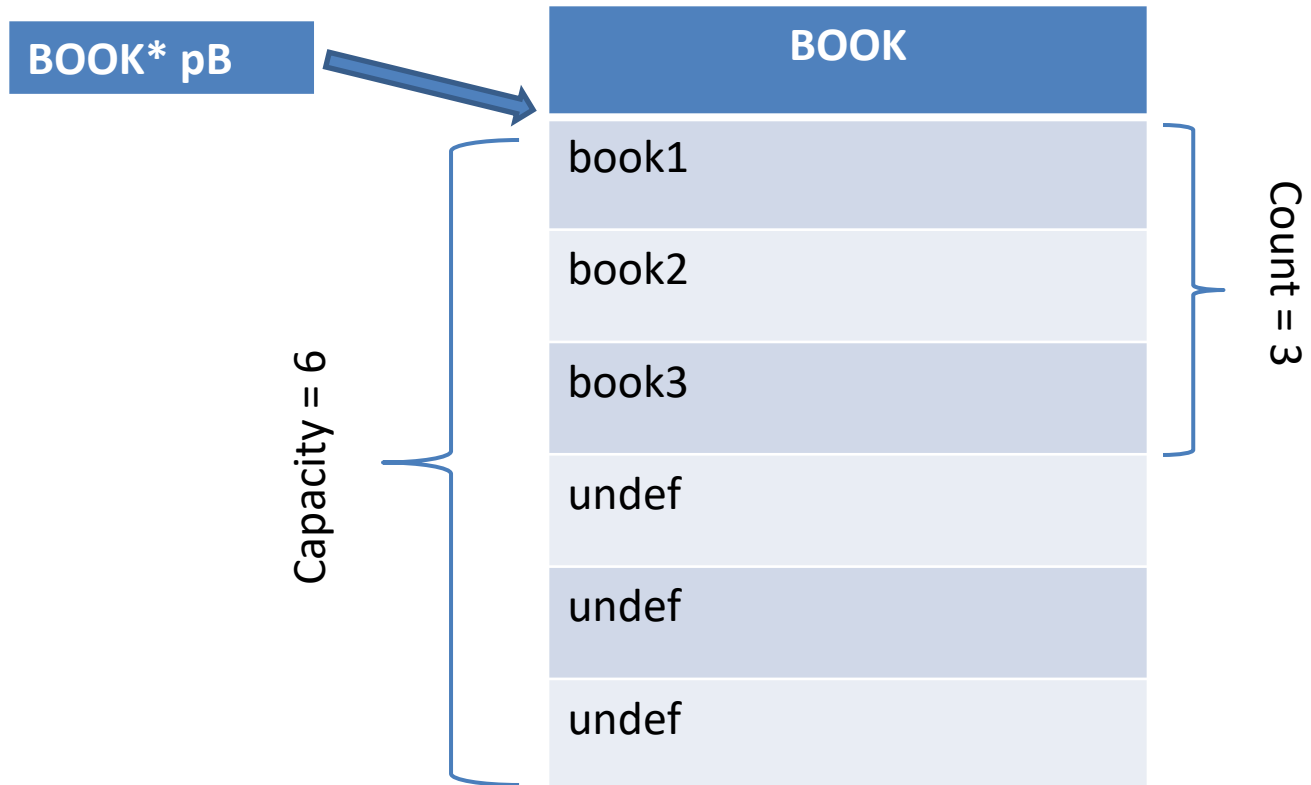 BOOK* pB
BOOK
book1
book2
book3
undef
undef
undef
Capacity = 6
Count = 3